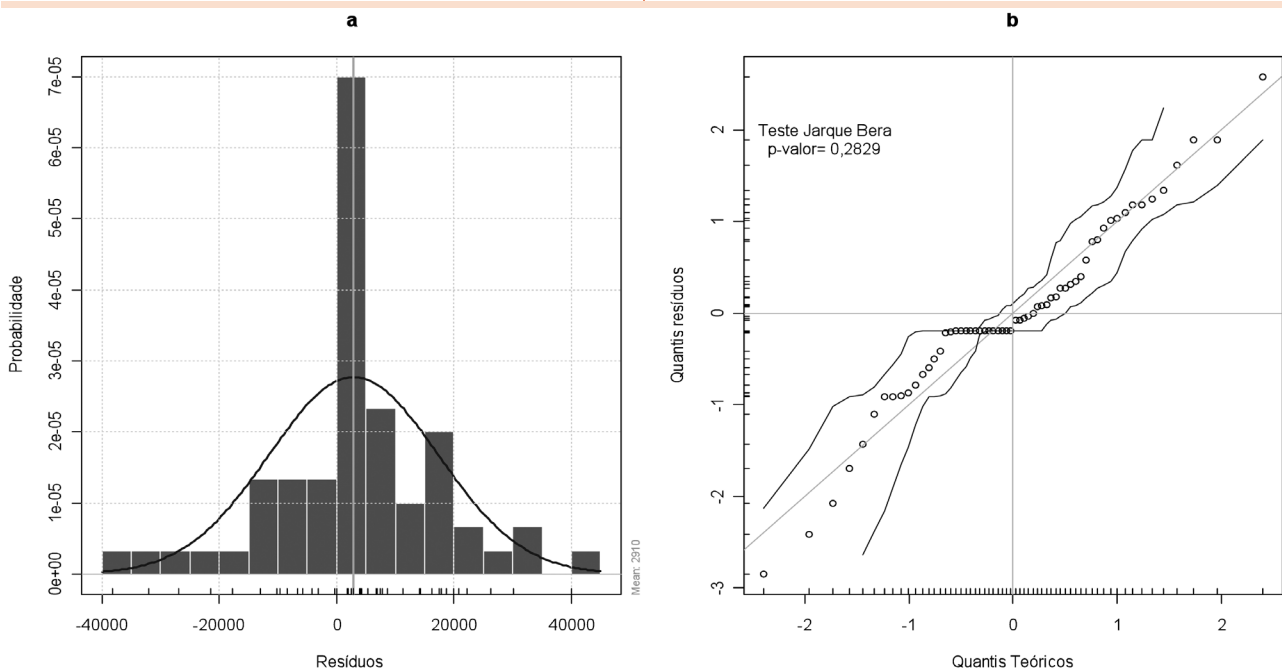 a
7e-05
6e-05
5e-05
4e-05
3e-05
2e-05
1e-05
0e+00
Probabilidade
-40000 -20000 0 20000 40000
Resíduos
Mean: 2910
b
Teste Jarque Bera
p-valor= 0,2829
2
1
0
-1
-2
-3
Quantis resíduos
-2 -1 0 1 2
Quantis Teóricos